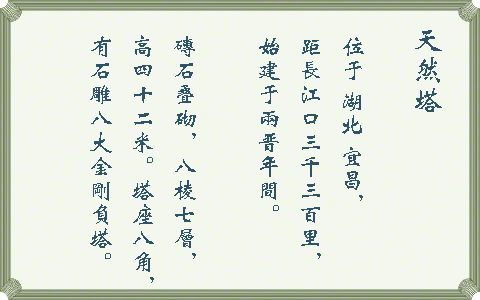 天然塔
位于湖北宜昌，
距長江口三千三百里，
始建于兩晋年間。
磚石叠砌，八棱七層，
高四十二米。塔座八角，
有石雕八大金剛負塔。